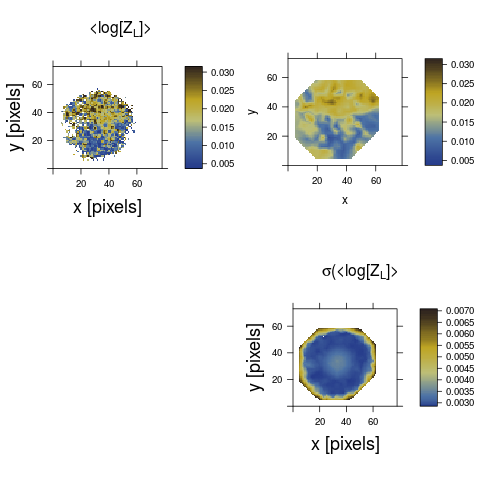 <log[Z_L]>
y [pixels]
60
40
20
20 40 60
x [pixels]
0.030
0.025
0.020
0.015
0.010
0.005
y
60
40
20
20 40 60
x
0.030
0.025
0.020
0.015
0.010
0.005
σ(<log[Z_L]>
y [pixels]
60
40
20
20 40 60
x [pixels]
0.0070
0.0065
0.0060
0.0055
0.0050
0.0045
0.0040
0.0035
0.0030